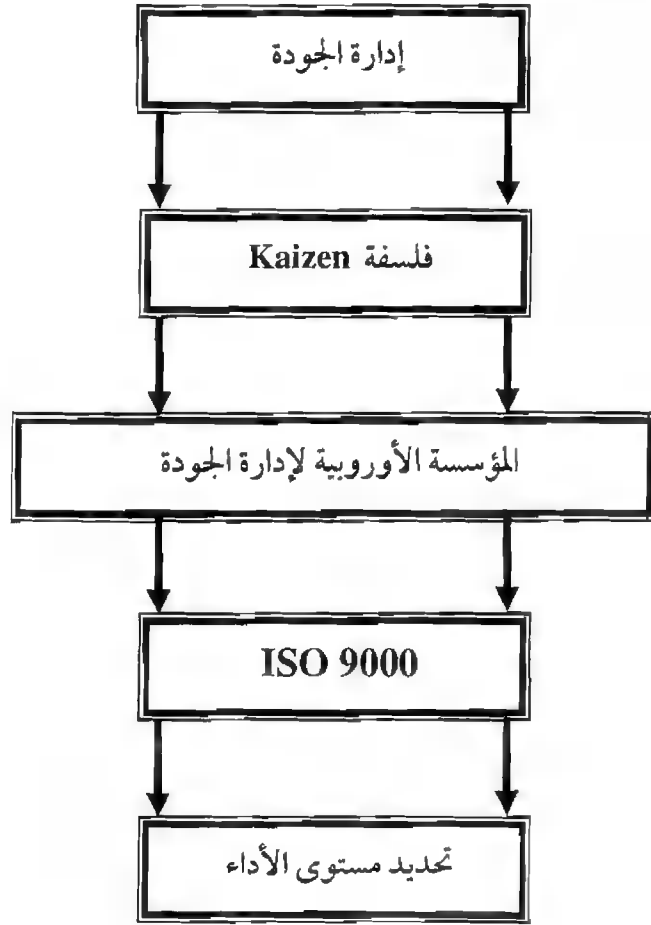 إدارة الجودة
فلسفة Kaizen
المؤسسة الأوروبية لإدارة الجودة
ISO 9000
تحديد مستوى الأداء